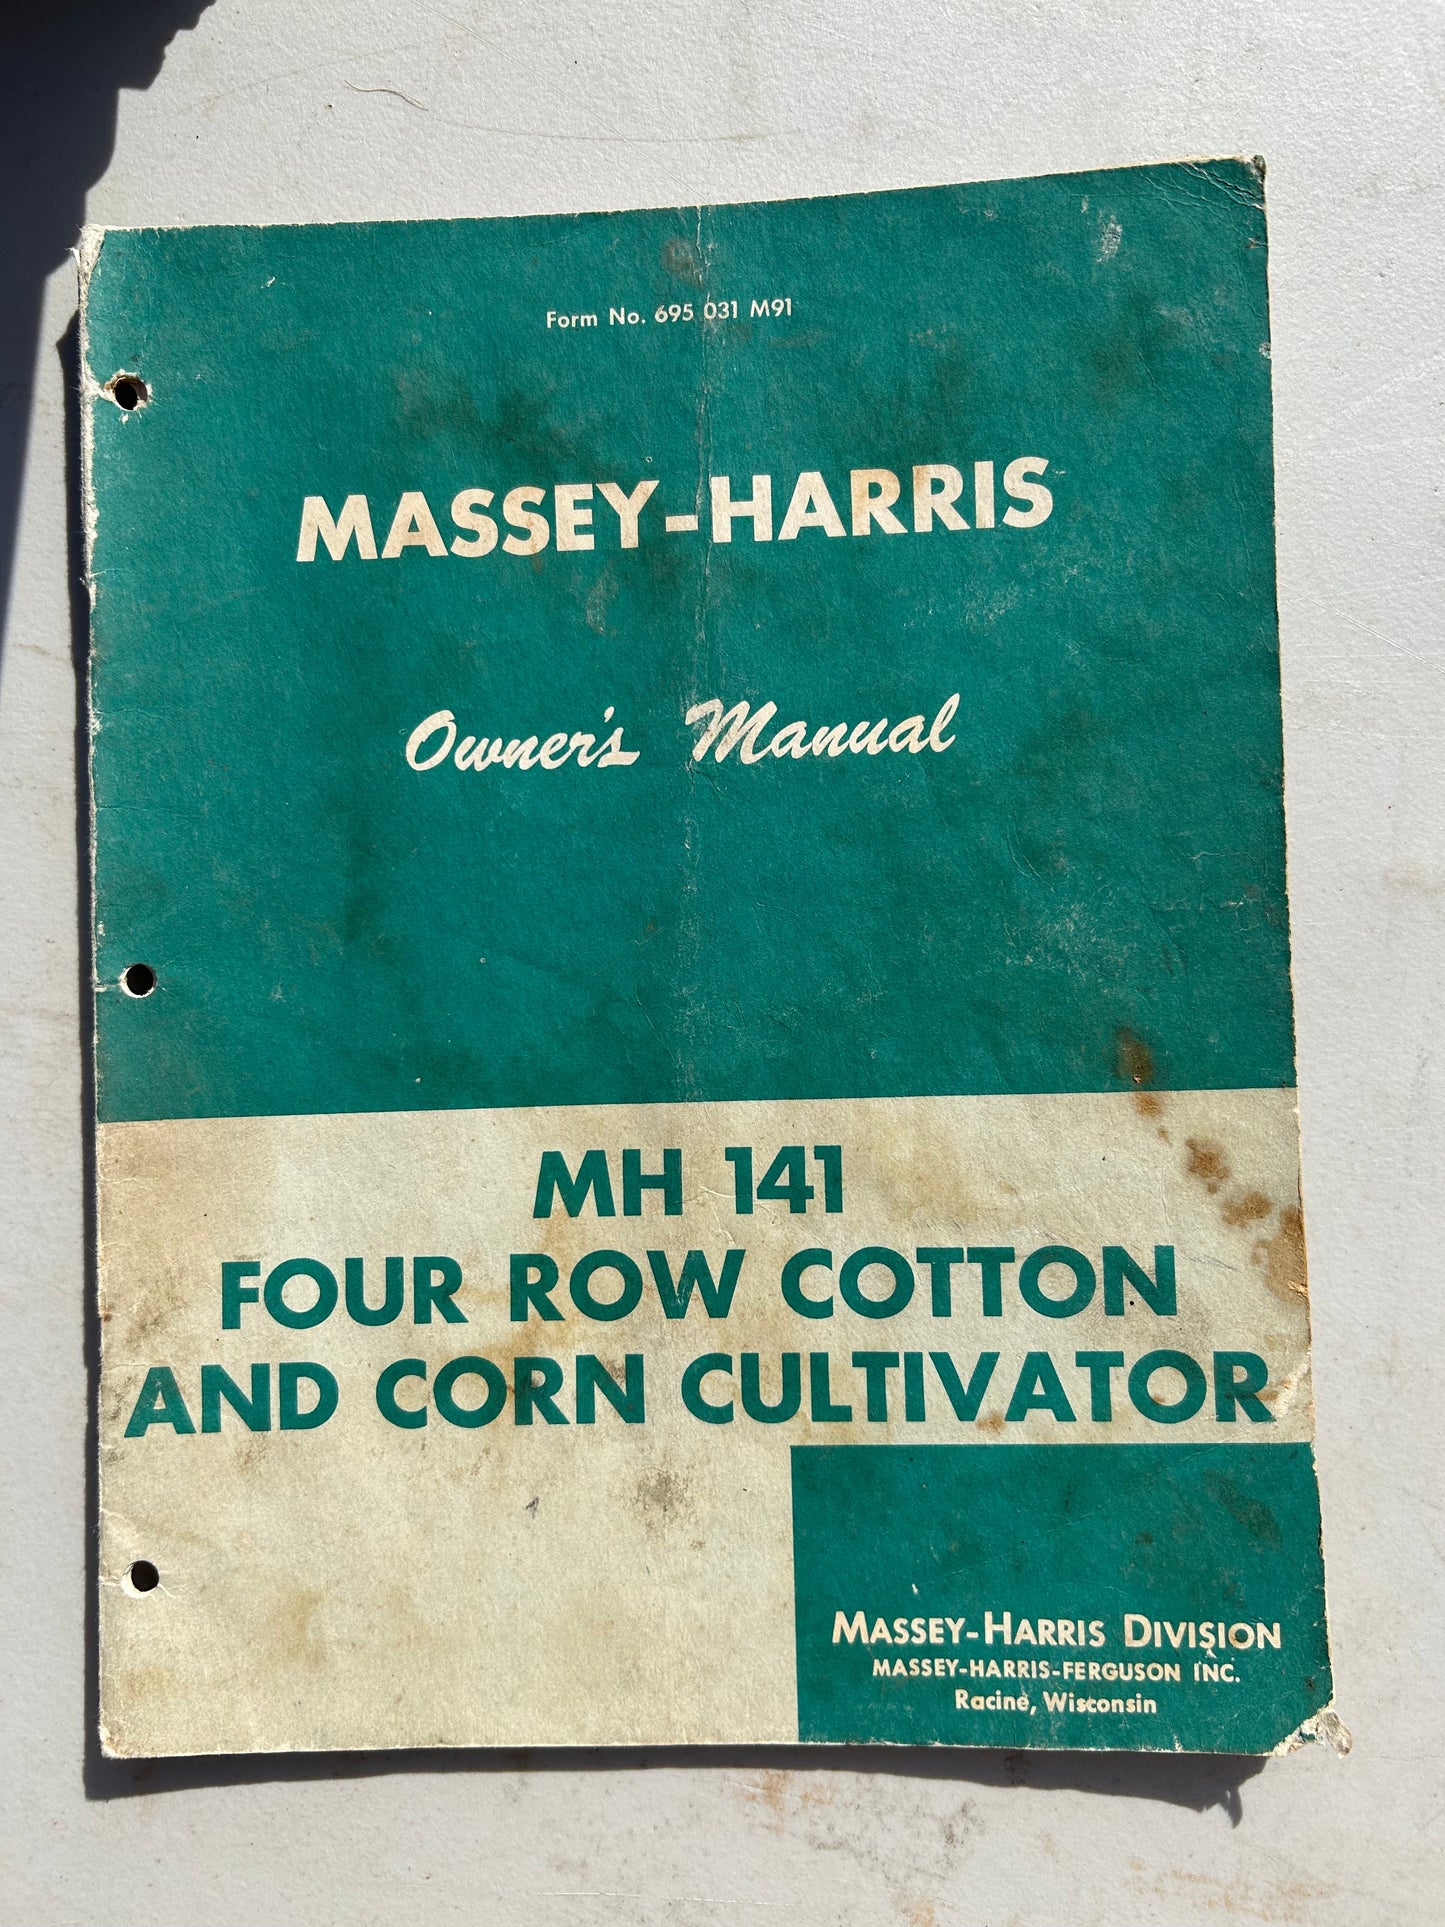 Form No. 695 031 M91
MASSEY-HARRIS
Owner's Manual
MH 141
FOUR ROW COTTON
AND CORN CULTIVATOR
MASSEY-HARRIS DIVISION
MASSEY-HARRIS-FERGUSON INC.
Racine, Wisconsin